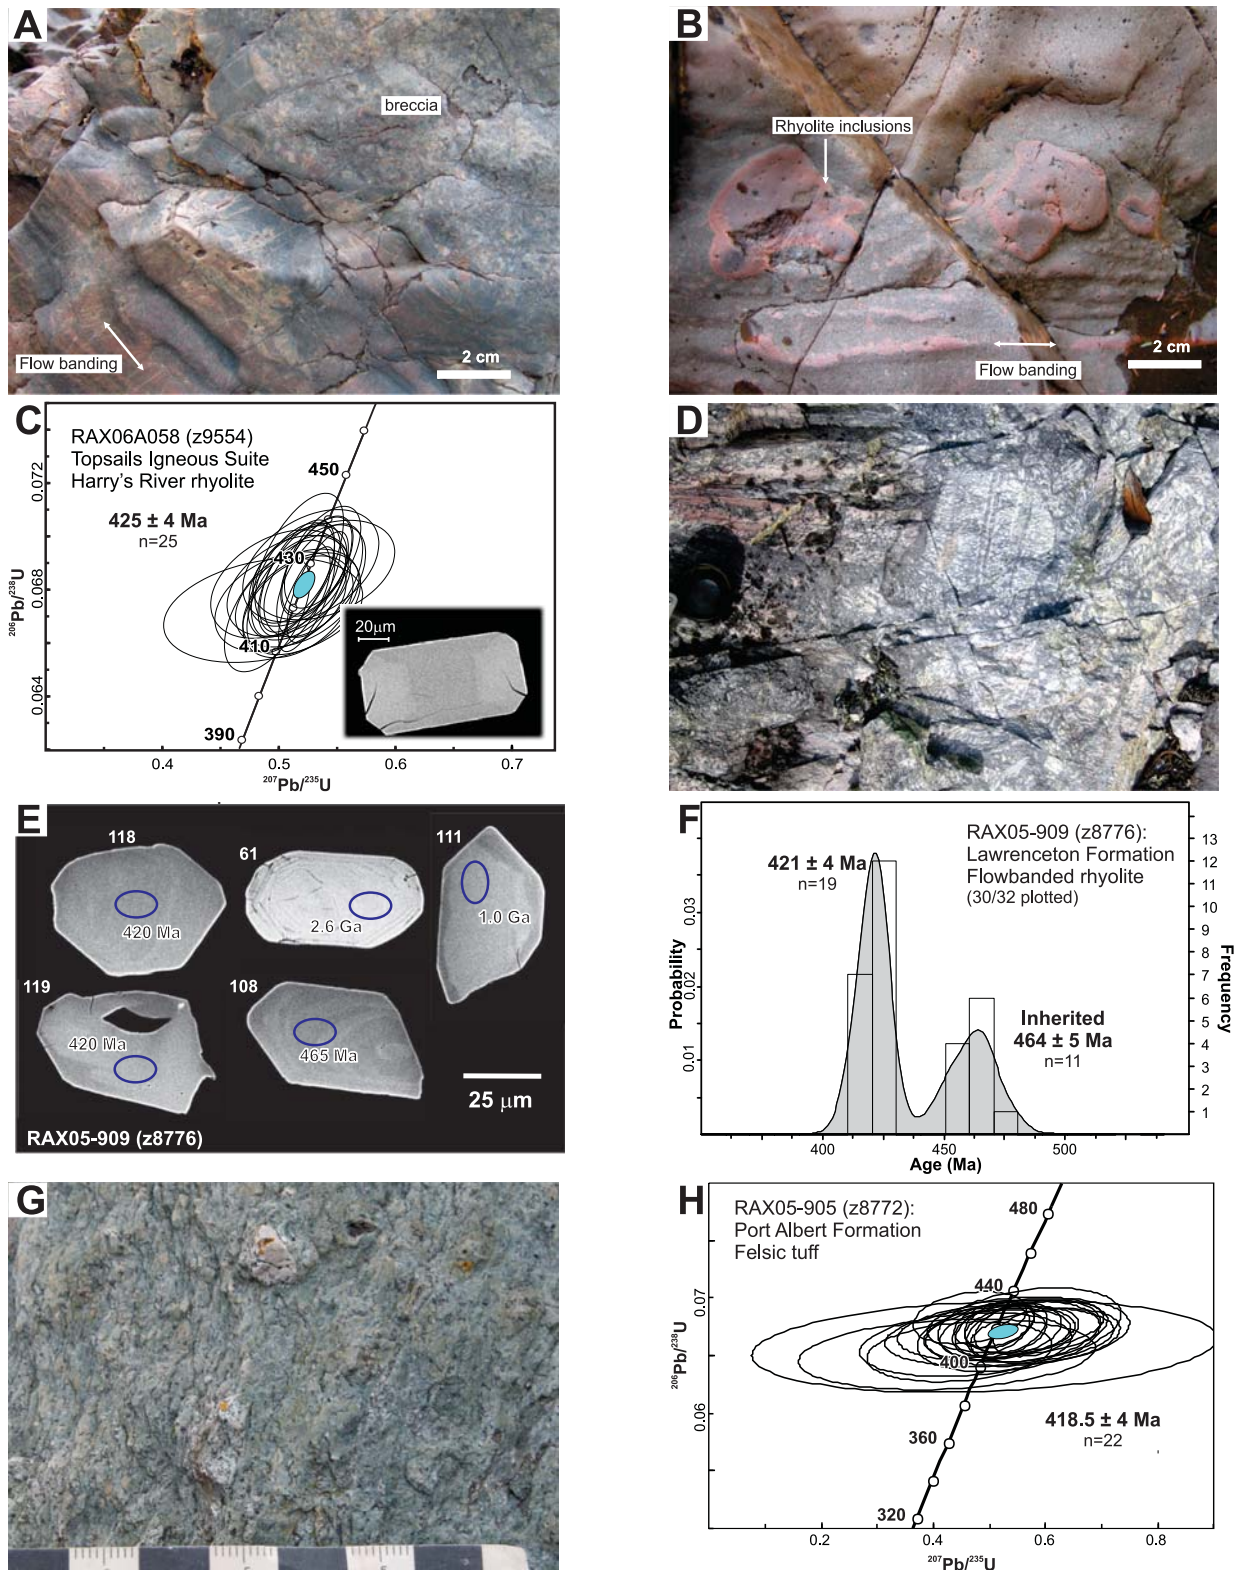 A
breccia
Flow banding
2 cm
B
Rhyolite inclusions
Flow banding
2 cm
C
RAX06A058 (z9554)
Topsails Igneous Suite
Harry's River rhyolite
425 ± 4 Ma
n=25
450
430
410
390
20µm
0.072
0.068
0.064
206Pb/238U
0.4
0.5
0.6
0.7
207Pb/235U
D
E
118
420 Ma
61
2.6 Ga
111
1.0 Ga
119
420 Ma
108
465 Ma
25 µm
RAX05-909 (z8776)
F
RAX05-909 (z8776):
Lawrenceton Formation
Flowbanded rhyolite
(30/32 plotted)
421 ± 4 Ma
n=19
Inherited
464 ± 5 Ma
n=11
Probability
0.03
0.02
0.01
Frequency
13
12
11
10
9
8
7
6
5
4
3
2
1
400
450
500
Age (Ma)
G
H
RAX05-905 (z8772):
Port Albert Formation
Felsic tuff
480
440
400
360
320
418.5 ± 4 Ma
n=22
0.07
0.06
206Pb/238U
0.2
0.4
0.6
0.8
207Pb/235U